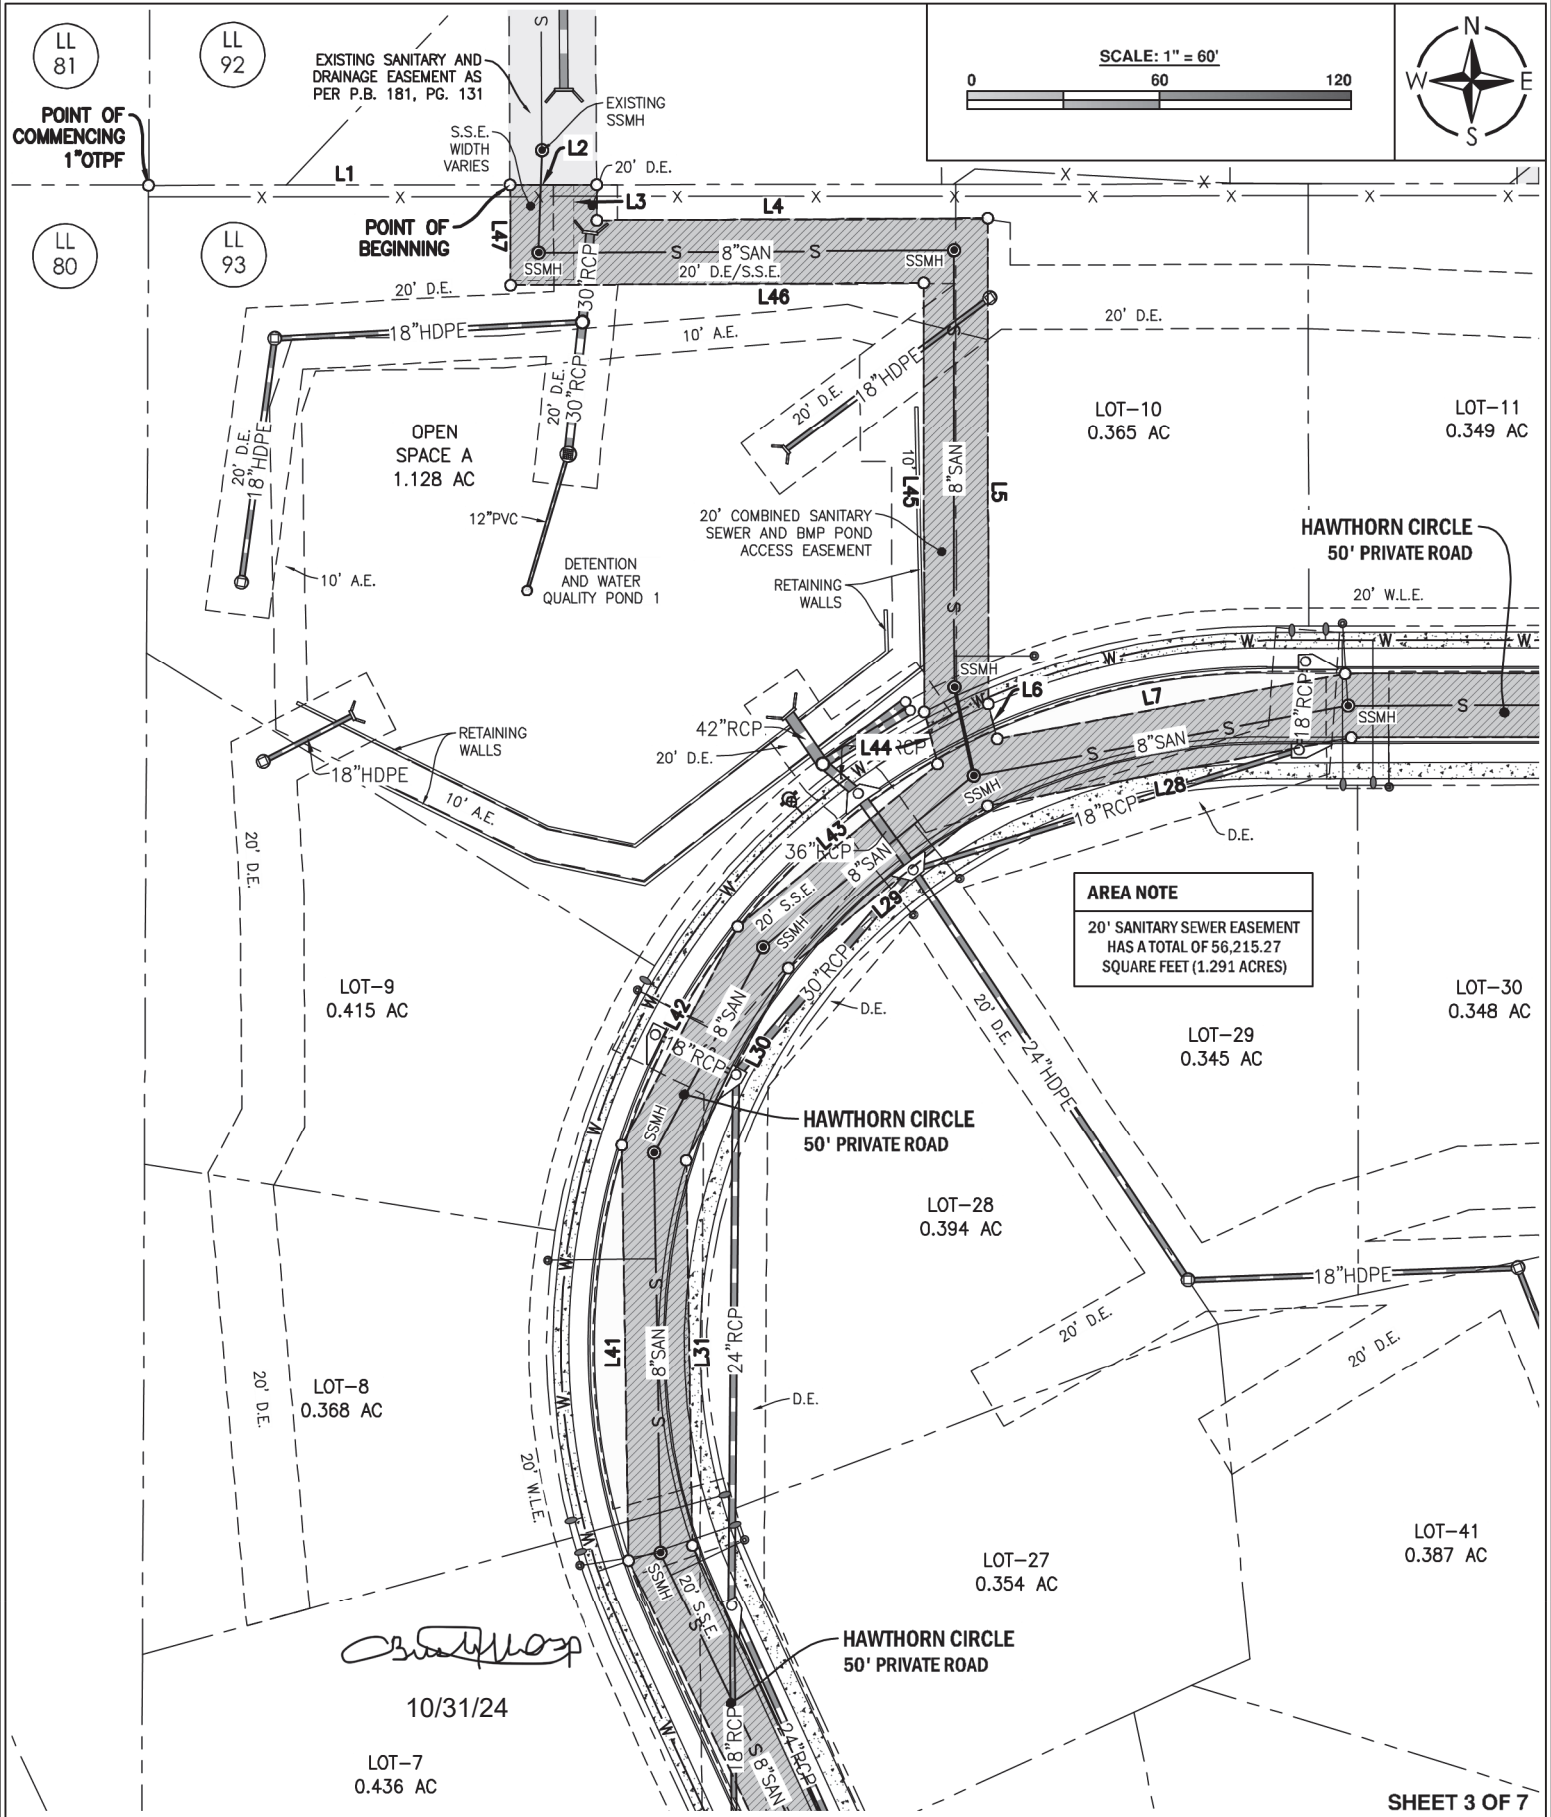 LL
81
LL
92
EXISTING SANITARY AND
DRAINAGE EASEMENT AS
PER P.B. 181, PG. 131
SCALE: 1" = 60'
0 60 120
N
W E
S
POINT OF
COMMENCING
1"OTPF
S
EXISTING
SSMH
S.S.E.
WIDTH
VARIES
L2
20' D.E.
L1
X X X X X X X X X
L3
L4
LL
80
LL
93
POINT OF
BEGINNING
L47
SSMH
30"RCP
S 8"SAN S
20' D.E/S.S.E.
SSMH
20' D.E.
L46
18"HDPE
10' A.E.
S
20' D.E.
20' D.E.
30"RCP
20' D.E.
18"HDPE
LOT-10
0.365 AC
LOT-11
0.349 AC
OPEN
SPACE A
1.128 AC
20' D.E.
18"HDPE
10'
L45
8"SAN
L5
12"PVC
20' COMBINED SANITARY
SEWER AND BMP POND
ACCESS EASEMENT
HAWTHORN CIRCLE
50' PRIVATE ROAD
10' A.E.
DETENTION
AND WATER
QUALITY POND 1
RETAINING
WALLS
S
20' W.L.E.
W W W W
SSMH
W
L6
L7
18"RCP
SSMH
S
42"RCP
RETAINING
WALLS
20' D.E.
L44
RCP
W
S 8"SAN S
18"HDPE
SSMH
L28
18"RCP
D.E.
10' A.E.
20' D.E.
L43
36"RCP
8"SAN
W
20' S.S.E.
SSMH
L29
AREA NOTE
20' SANITARY SEWER EASEMENT
HAS A TOTAL OF 56,215.27
SQUARE FEET (1.291 ACRES)
30"RCP
LOT-9
0.415 AC
W
L42
8"SAN
D.E.
20' D.E.
LOT-30
0.348 AC
LOT-29
0.345 AC
18"RCP
L30
24"HDPE
W
SSMH
HAWTHORN CIRCLE
50' PRIVATE ROAD
LOT-28
0.394 AC
W
S
18"HDPE
L41
8"SAN
L31
24"RCP
20' D.E.
20' D.E.
LOT-8
0.368 AC
20' D.E.
W
S
D.E.
20' W.L.E.
W
LOT-27
0.354 AC
LOT-41
0.387 AC
SSMH
20' S.S.E.
S
HAWTHORN CIRCLE
50' PRIVATE ROAD
10/31/24
W
18"RCP
24"RCP
S 8"SAN
LOT-7
0.436 AC
SHEET 3 OF 7